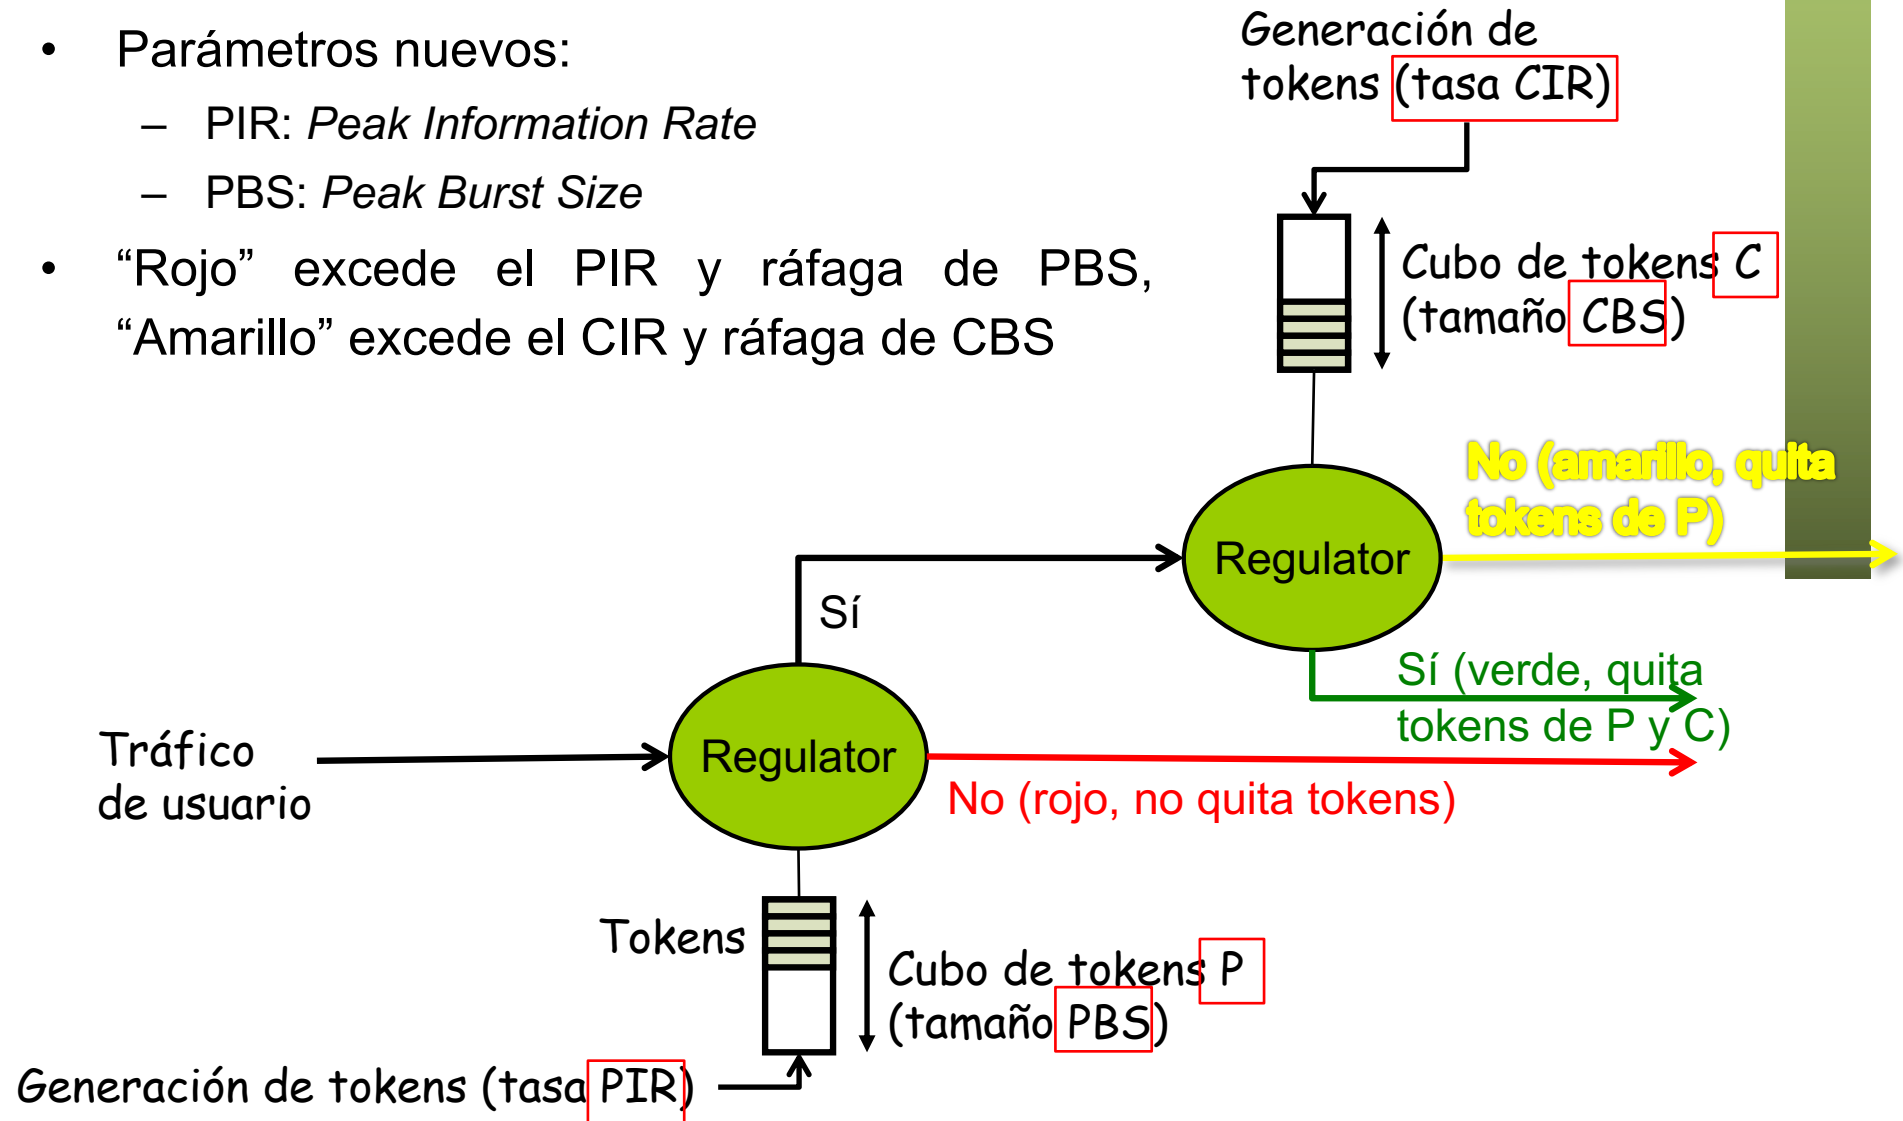 • Parámetros nuevos:
– PIR: Peak Information Rate
– PBS: Peak Burst Size
• “Rojo” excede el PIR y ráfaga de PBS,
“Amarillo” excede el CIR y ráfaga de CBS
Generación de
tokens (tasa CIR)
Cubo de tokens C
(tamaño CBS)
No (amarillo, quita
tokens de P)
Regulator
Sí
Sí (verde, quita
tokens de P y C)
Tráfico
de usuario
Regulator
No (rojo, no quita tokens)
Tokens
Cubo de tokens P
(tamaño PBS)
Generación de tokens (tasa PIR)